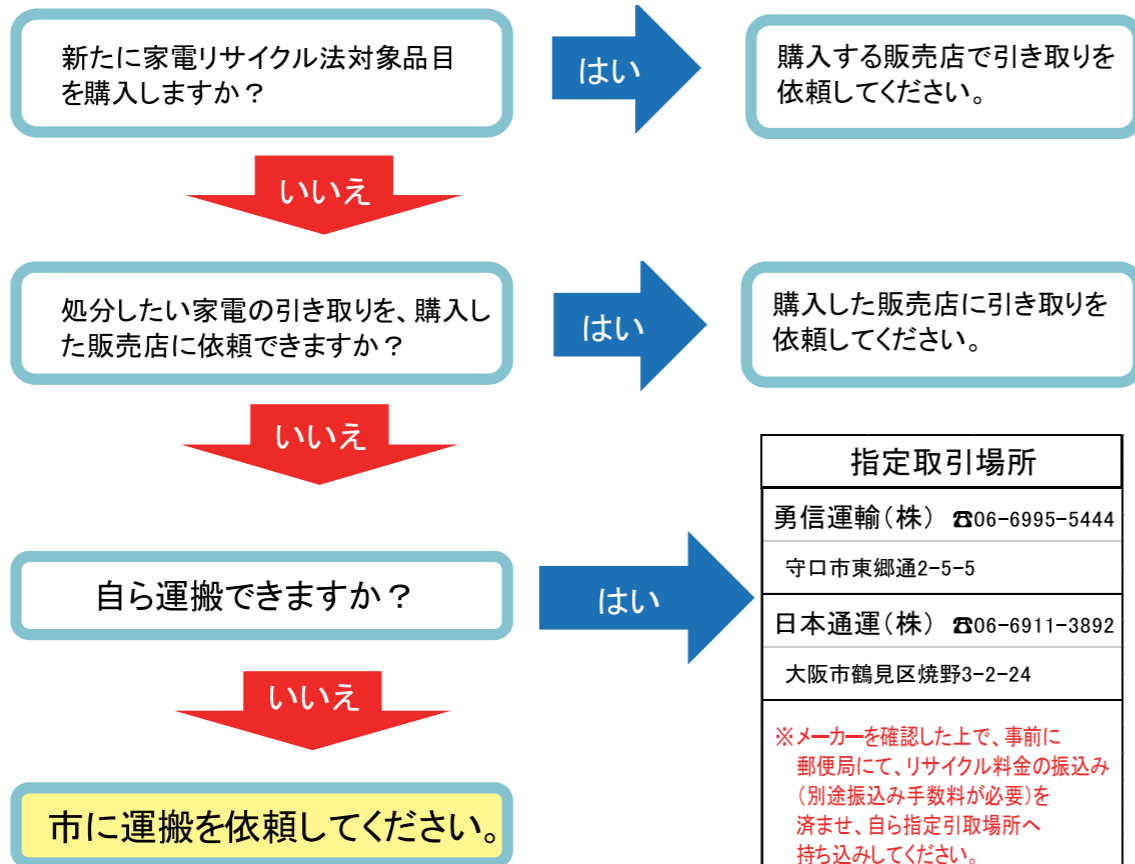 新たに家電リサイクル法対象品目
を購入しますか？
はい
購入する販売店で引き取りを
依頼してください。
いいえ
処分したい家電の引き取りを、購入し
た販売店に依頼できますか？
はい
購入した販売店に引き取りを
依頼してください。
いいえ
自ら運搬できますか？
はい
指定取引場所
勇信運輸（株） ☎06-6995-5444
守口市東郷通2-5-5
日本通運（株） ☎06-6911-3892
大阪市鶴見区焼野3-2-24
※メーカーを確認した上で、事前に
郵便局にて、リサイクル料金の振込み
（別途振込み手数料が必要）を
済ませ、自ら指定引取場所へ
持ち込みしてください。
いいえ
市に運搬を依頼してください。